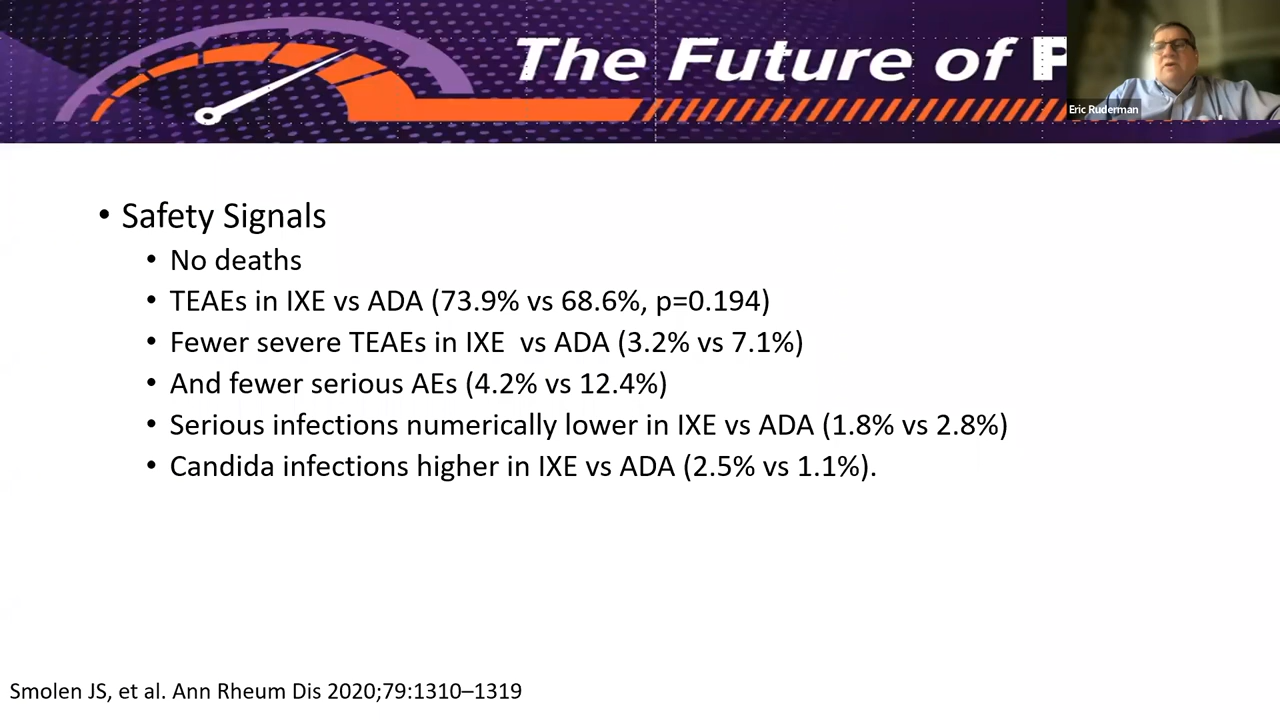 The Future of P
Eric Ruderman
• Safety Signals
• No deaths
• TEAEs in IXE vs ADA (73.9% vs 68.6%, p=0.194)
• Fewer severe TEAEs in IXE  vs ADA (3.2% vs 7.1%)
• And fewer serious AEs (4.2% vs 12.4%)
• Serious infections numerically lower in IXE vs ADA (1.8% vs 2.8%)
• Candida infections higher in IXE vs ADA (2.5% vs 1.1%).
Smolen JS, et al. Ann Rheum Dis 2020;79:1310–1319